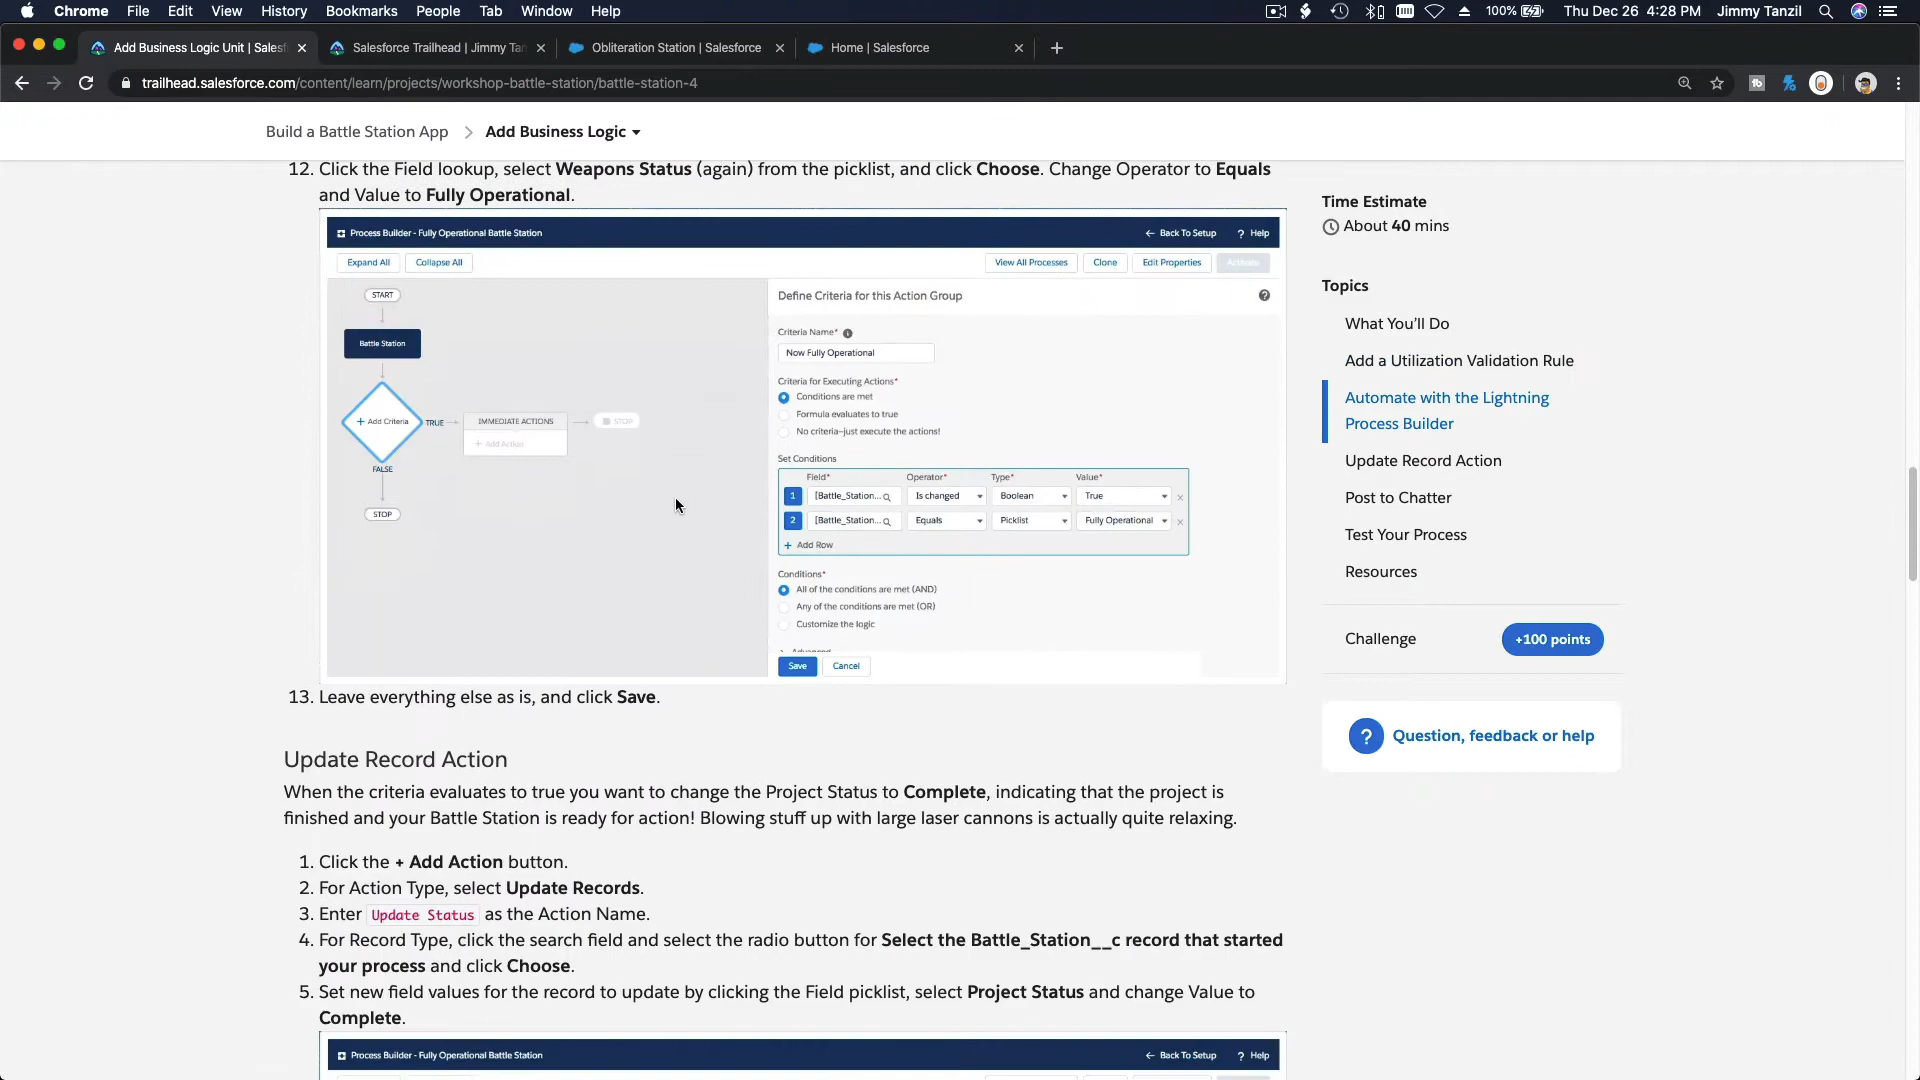 Chrome File Edit View History Bookmarks People Tab Window Help 100% Thu Dec 26 4:28 PM Jimmy Tanzil
Add Business Logic Unit | Salesf
Salesforce Trailhead | Jimmy Tan
Obliteration Station | Salesforce
Home | Salesforce
trailhead.salesforce.com/content/learn/projects/workshop-battle-station/battle-station-4
Build a Battle Station App > Add Business Logic
12. Click the Field lookup, select Weapons Status (again) from the picklist, and click Choose. Change Operator to Equals
and Value to Fully Operational.
Process Builder - Fully Operational Battle Station
Back To Setup
? Help
Expand All
Collapse All
View All Processes
Clone
Edit Properties
Activate
START
Battle Station
+ Add Criteria
TRUE
IMMEDIATE ACTIONS
+ Add Action
STOP
FALSE
STOP
Define Criteria for this Action Group
Criteria Name*
Now Fully Operational
Criteria for Executing Actions*
Conditions are met
Formula evaluates to true
No criteria—just execute the actions!
Set Conditions
Field* Operator* Type* Value*
1 [Battle_Station... Is changed Boolean True
2 [Battle_Station... Equals Picklist Fully Operational
+ Add Row
Conditions*
All of the conditions are met (AND)
Any of the conditions are met (OR)
Customize the logic
Advanced
Save
Cancel
13. Leave everything else as is, and click Save.
Update Record Action
When the criteria evaluates to true you want to change the Project Status to Complete, indicating that the project is
finished and your Battle Station is ready for action! Blowing stuff up with large laser cannons is actually quite relaxing.
1. Click the + Add Action button.
2. For Action Type, select Update Records.
3. Enter Update Status as the Action Name.
4. For Record Type, click the search field and select the radio button for Select the Battle_Station__c record that started
your process and click Choose.
5. Set new field values for the record to update by clicking the Field picklist, select Project Status and change Value to
Complete.
Process Builder - Fully Operational Battle Station
Back To Setup
? Help
Time Estimate
About 40 mins
Topics
What You'll Do
Add a Utilization Validation Rule
Automate with the Lightning
Process Builder
Update Record Action
Post to Chatter
Test Your Process
Resources
Challenge
+100 points
? Question, feedback or help